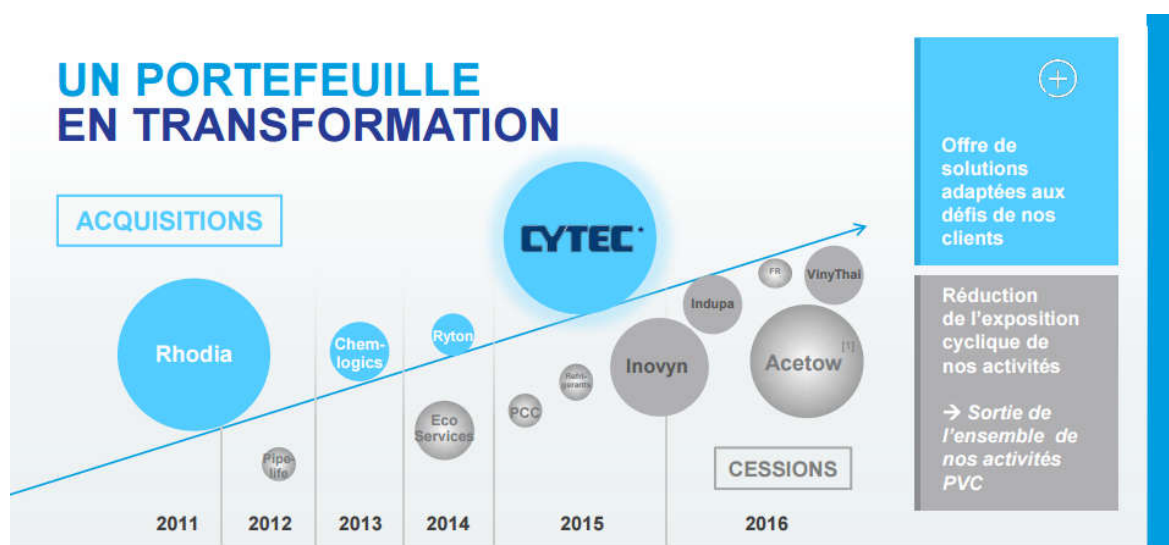 UN PORTEFEUILLE
EN TRANSFORMATION
ACQUISITIONS
Rhodia
Chem-
logics
Ryton
CYTEC
Pipe-
life
Eco
Services
PCC
Refri-
gerants
Inovyn
Indupa
FR
VinyThai
Acetow [1]
CESSIONS
2011
2012
2013
2014
2015
2016
Offre de
solutions
adaptées aux
défis de nos
clients
Réduction
de l'exposition
cyclique de
nos activités
→ Sortie de
l'ensemble de
nos activités
PVC